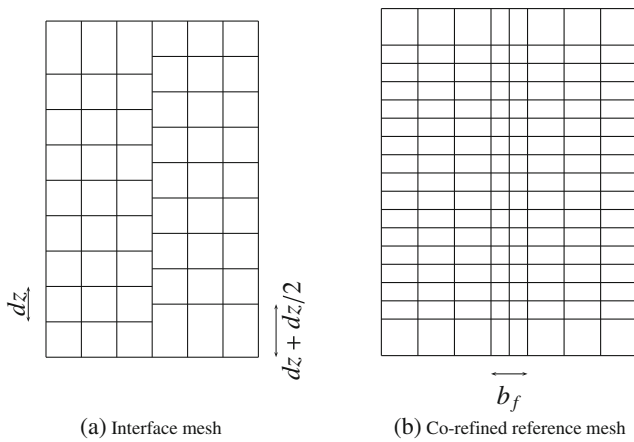 dz
dz + dz/2
b_f
(a) Interface mesh
(b) Co-refined reference mesh